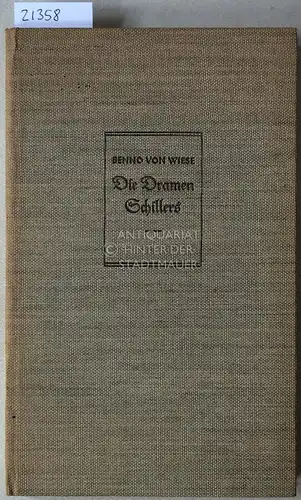 21358
BENNO VON WIESE
Die Dramen
Schillers
ANTIQUARIAT
© HINTER DER
STADTMAUER